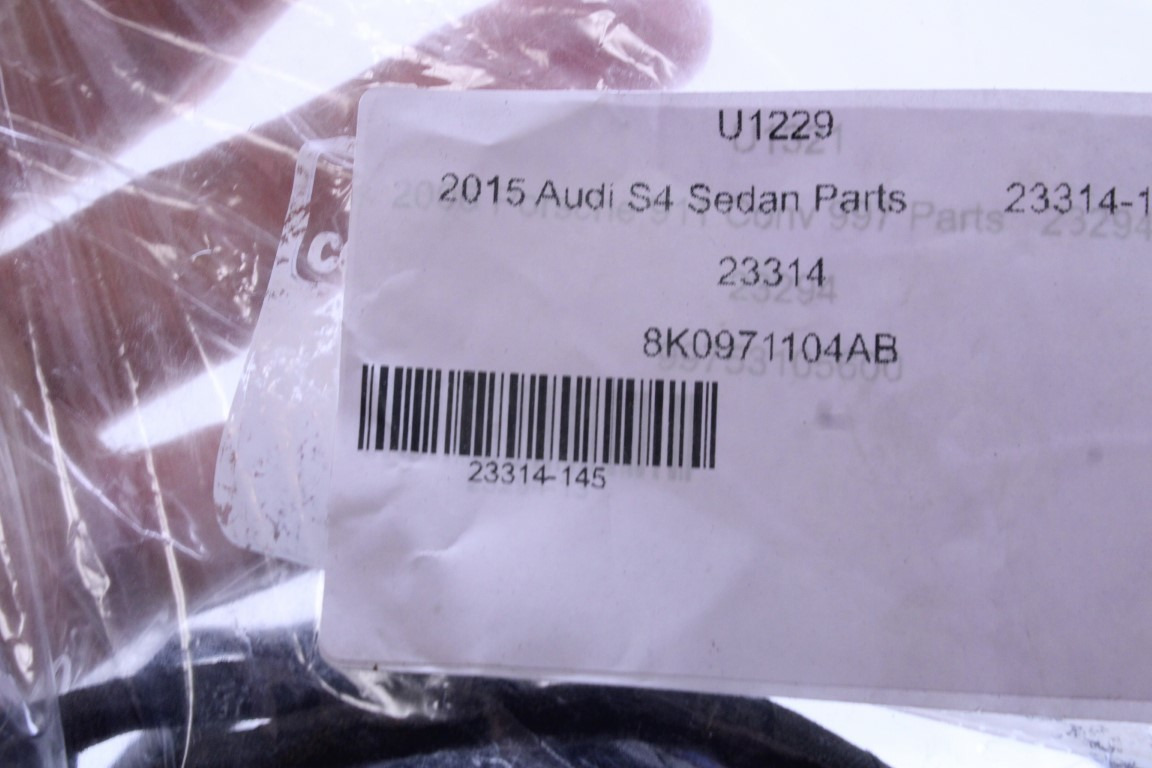 U1229
2015 Audi S4 Sedan Parts 23314-1
23314
8K0971104AB
23314-145